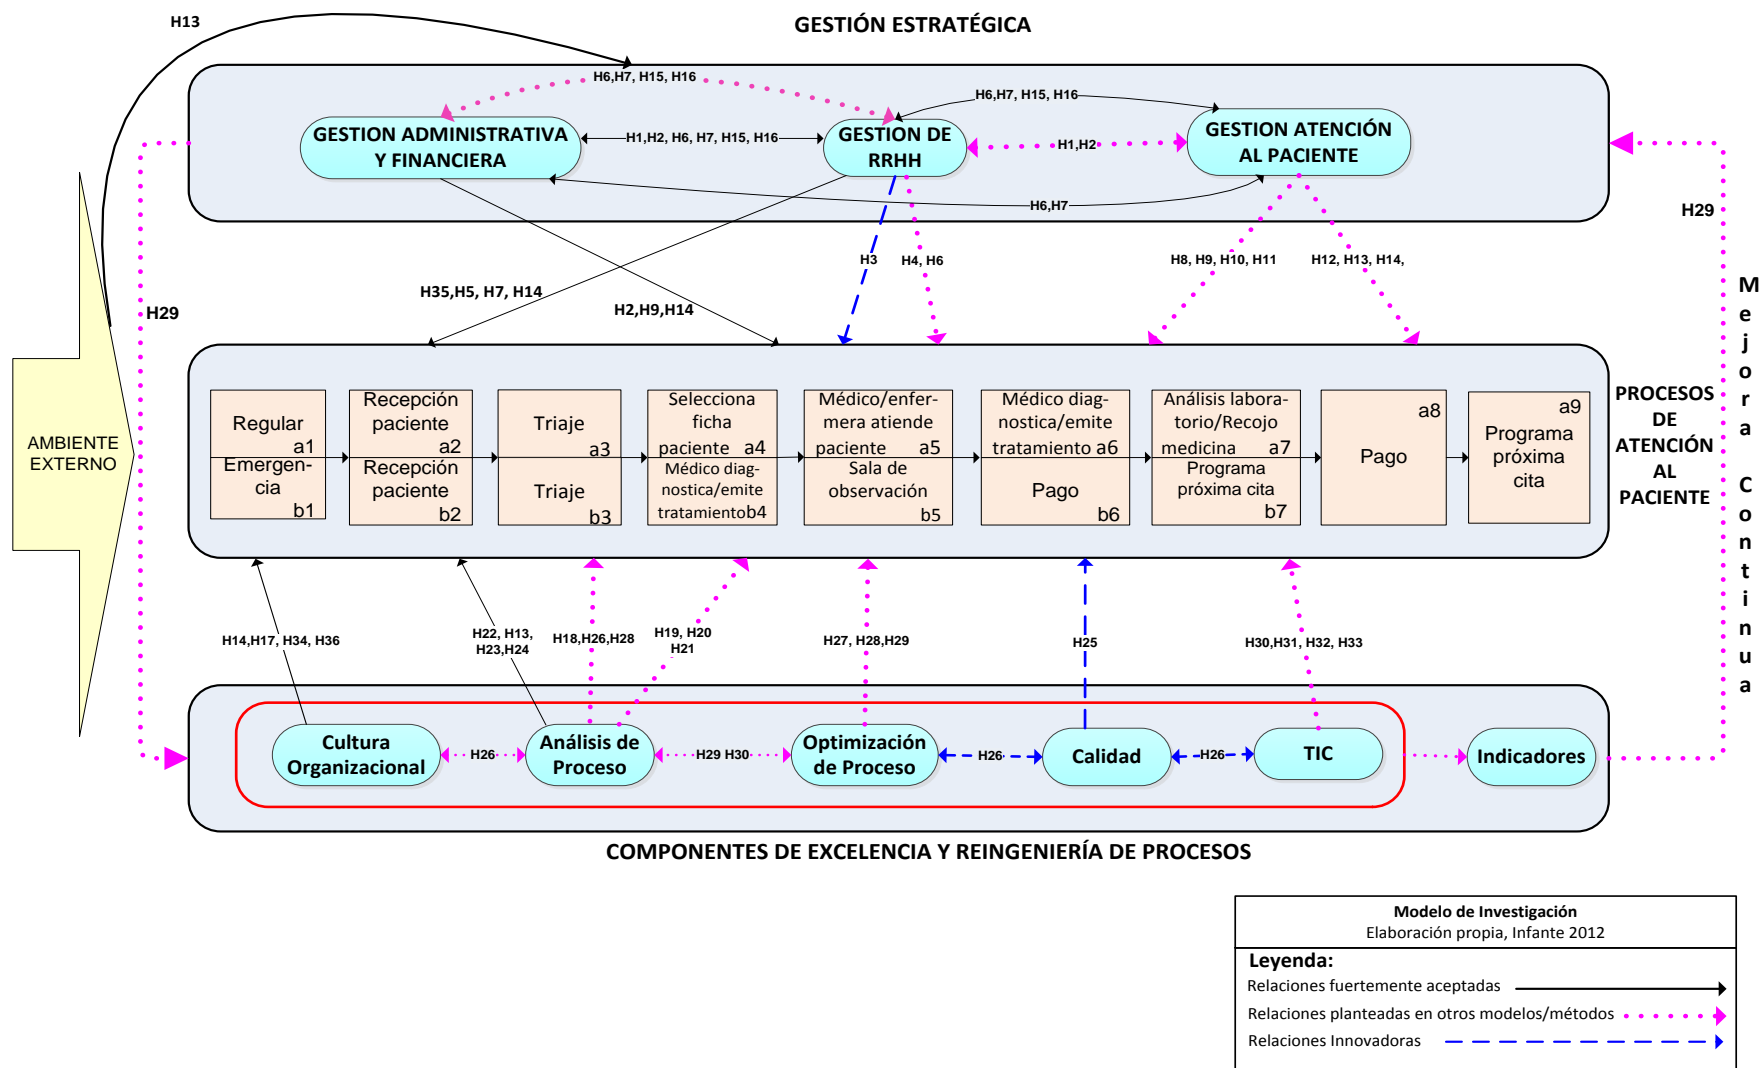 H13
GESTIÓN ESTRATÉGICA
H6,H7, H15, H16
H6,H7, H15, H16
GESTION ADMINISTRATIVA
Y FINANCIERA
H1,H2, H6, H7, H15, H16
GESTION DE
RRHH
H1,H2
GESTION ATENCIÓN
AL PACIENTE
H6,H7
H29
H29
H3
H4, H6
H8, H9, H10, H11
H12, H13, H14,
H35,H5, H7, H14
H2,H9,H14
Mejora Continua
AMBIENTE
EXTERNO
Regular
a1
Emergen-
cia
b1
Recepción
paciente
a2
Recepción
paciente
b2
Triaje
a3
Triaje
b3
Selecciona
ficha
paciente a4
Médico diag-
nostica/emite
tratamientob4
Médico/enfer-
mera atiende
paciente a5
Sala de
observación
b5
Médico diag-
nostica/emite
tratamiento a6
Pago
b6
Análisis labora-
torio/Recojo
medicina a7
Programa
próxima cita
b7
a8
Pago
a9
Programa
próxima
cita
PROCESOS
DE
ATENCIÓN
AL
PACIENTE
H14,H17, H34, H36
H22, H13,
H23,H24
H18,H26,H28
H19, H20
H21
H27, H28,H29
H25
H30,H31, H32, H33
Cultura
Organizacional
H26
Análisis de
Proceso
H29 H30
Optimización
de Proceso
H26
Calidad
H26
TIC
Indicadores
COMPONENTES DE EXCELENCIA Y REINGENIERÍA DE PROCESOS
Modelo de Investigación
Elaboración propia, Infante 2012
Leyenda:
Relaciones fuertemente aceptadas
Relaciones planteadas en otros modelos/métodos
Relaciones Innovadoras